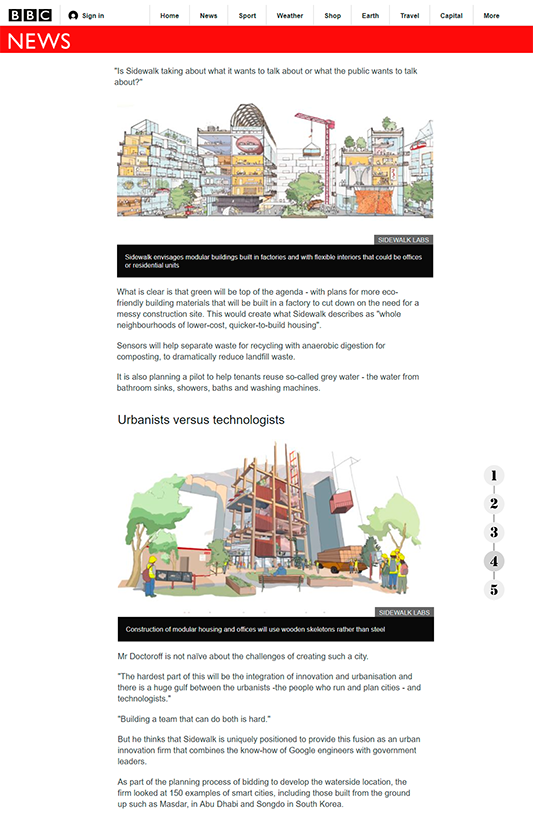 BBC Sign in Home News Sport Weather Shop Earth Travel Capital More
NEWS
"Is Sidewalk taking about what it wants to talk about or what the public wants to talk
about?"
SIDEWALK LABS
Sidewalk envisages modular buildings built in factories and with flexible interiors that could be offices
or residential units
What is clear is that green will be top of the agenda - with plans for more eco-
friendly building materials that will be built in a factory to cut down on the need for a
messy construction site. This would create what Sidewalk describes as "whole
neighbourhoods of lower-cost, quicker-to-build housing".
Sensors will help separate waste for recycling with anaerobic digestion for
composting, to dramatically reduce landfill waste.
It is also planning a pilot to help tenants reuse so-called grey water - the water from
bathroom sinks, showers, baths and washing machines.
Urbanists versus technologists
1
2
3
4
5
SIDEWALK LABS
Construction of modular housing and offices will use wooden skeletons rather than steel
Mr Doctoroff is not naïve about the challenges of creating such a city.
"The hardest part of this will be the integration of innovation and urbanisation and
there is a huge gulf between the urbanists -the people who run and plan cities - and
technologists."
"Building a team that can do both is hard."
But he thinks that Sidewalk is uniquely positioned to provide this fusion as an urban
innovation firm that combines the know-how of Google engineers with government
leaders.
As part of the planning process of bidding to develop the waterside location, the
firm looked at 150 examples of smart cities, including those built from the ground
up such as Masdar, in Abu Dhabi and Songdo in South Korea.